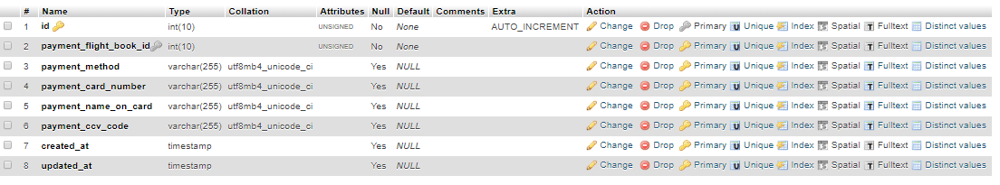 # Name Type Collation Attributes Null Default Comments Extra Action
1 id int(10) UNSIGNED No None AUTO_INCREMENT Change Drop Primary Unique Index Spatial Fulltext Distinct values
2 payment_flight_book_id int(10) UNSIGNED No None Change Drop Primary Unique Index Spatial Fulltext Distinct values
3 payment_method varchar(255) utf8mb4_unicode_ci Yes NULL Change Drop Primary Unique Index Spatial Fulltext Distinct values
4 payment_card_number varchar(255) utf8mb4_unicode_ci Yes NULL Change Drop Primary Unique Index Spatial Fulltext Distinct values
5 payment_name_on_card varchar(255) utf8mb4_unicode_ci Yes NULL Change Drop Primary Unique Index Spatial Fulltext Distinct values
6 payment_ccv_code varchar(255) utf8mb4_unicode_ci Yes NULL Change Drop Primary Unique Index Spatial Fulltext Distinct values
7 created_at timestamp Yes NULL Change Drop Primary Unique Index Spatial Fulltext Distinct values
8 updated_at timestamp Yes NULL Change Drop Primary Unique Index Spatial Fulltext Distinct values